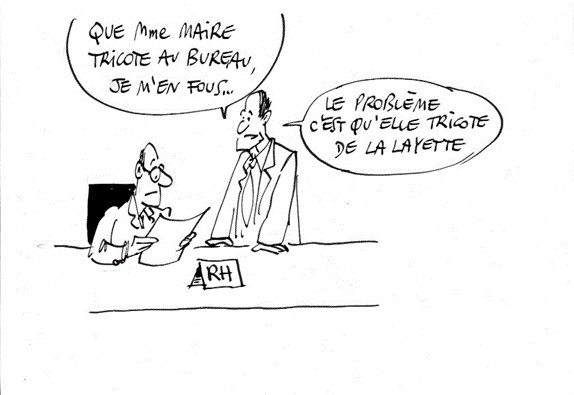 QUE Mme MAIRE
TRICOTE AU BUREAU,
JE M'EN FOUS...
LE PROBLÈME
C'EST QU'ELLE TRICOTE
DE LA LAYETTE
RH